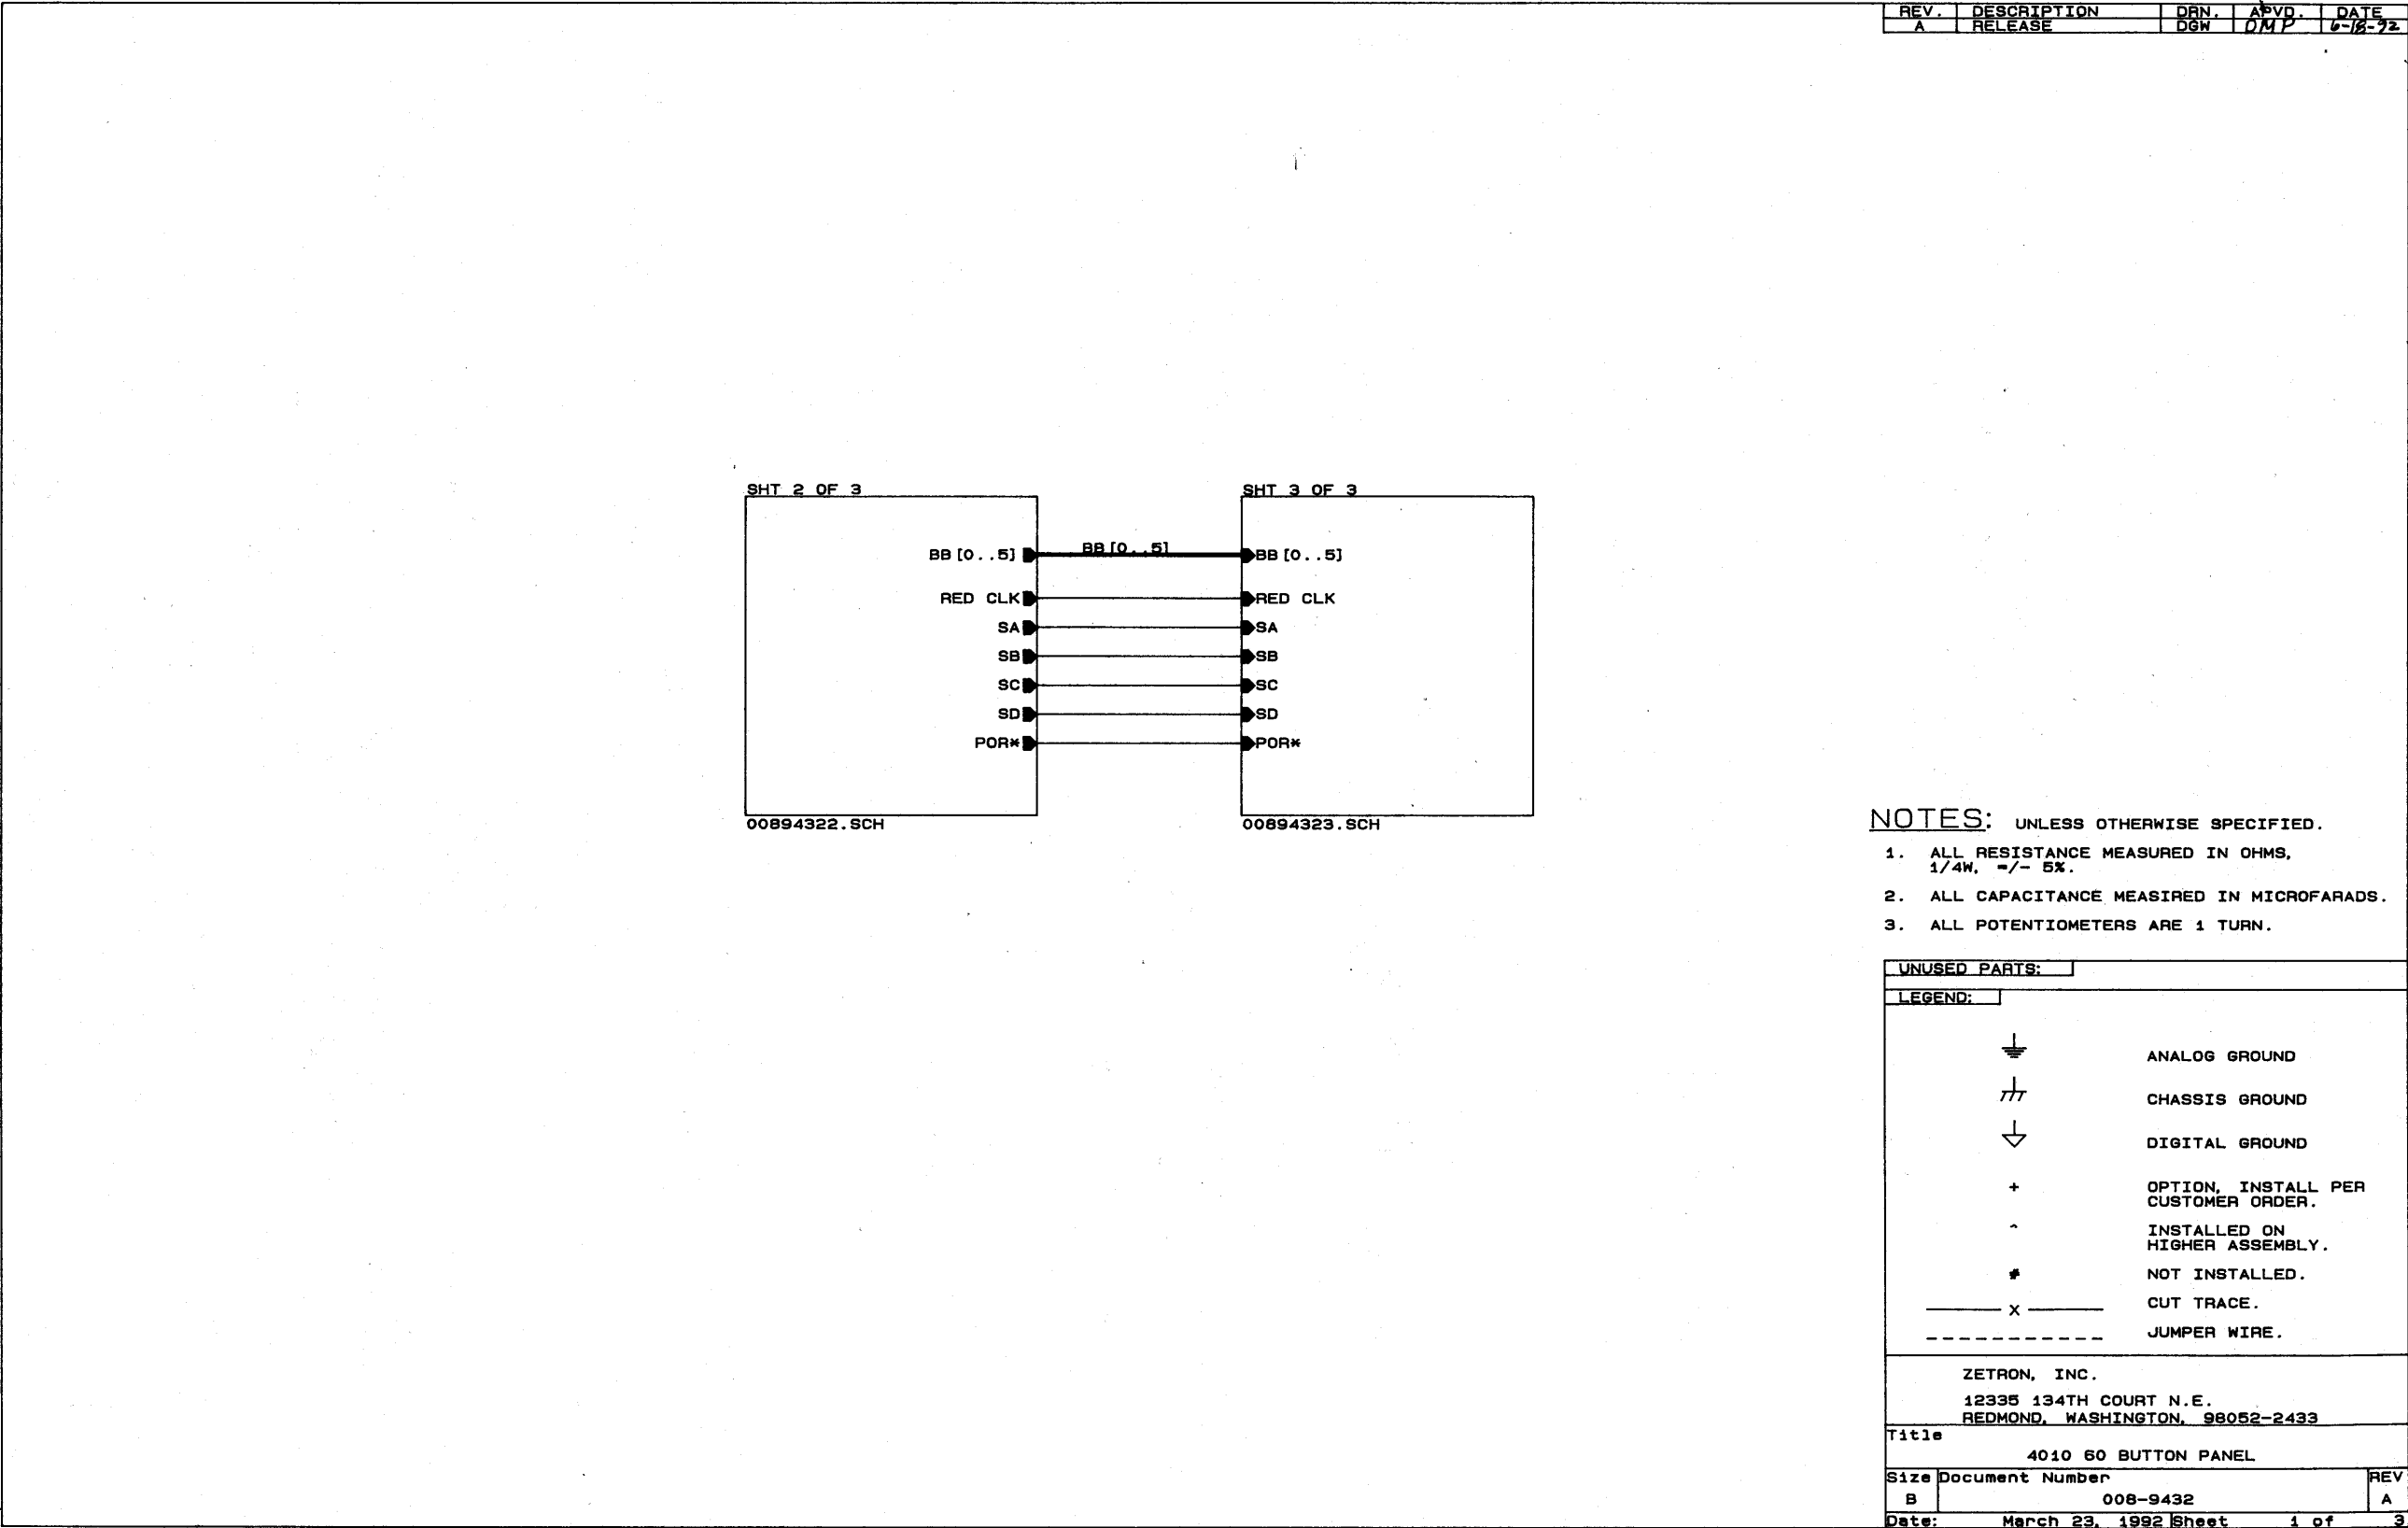 REV. DESCRIPTION DRN. APVD. DATE
A RELEASE DGW DMP 6-18-92
SHT 2 OF 3
BB[0..5]
RED CLK
SA
SB
SC
SD
POR*
00894322.SCH
BB[0..5]
SHT 3 OF 3
BB[0..5]
RED CLK
SA
SB
SC
SD
POR*
00894323.SCH
NOTES: UNLESS OTHERWISE SPECIFIED.
1. ALL RESISTANCE MEASURED IN OHMS,
1/4W, =/- 5%.
2. ALL CAPACITANCE MEASIRED IN MICROFARADS.
3. ALL POTENTIOMETERS ARE 1 TURN.
UNUSED PARTS:
LEGEND:
ANALOG GROUND
CHASSIS GROUND
DIGITAL GROUND
+ OPTION, INSTALL PER
CUSTOMER ORDER.
^ INSTALLED ON
HIGHER ASSEMBLY.
# NOT INSTALLED.
X CUT TRACE.
JUMPER WIRE.
ZETRON, INC.
12335 134TH COURT N.E.
REDMOND, WASHINGTON, 98052-2433
Title
4010 60 BUTTON PANEL
Size Document Number REV
B 008-9432 A
Date: March 23, 1992 Sheet 1 of 3